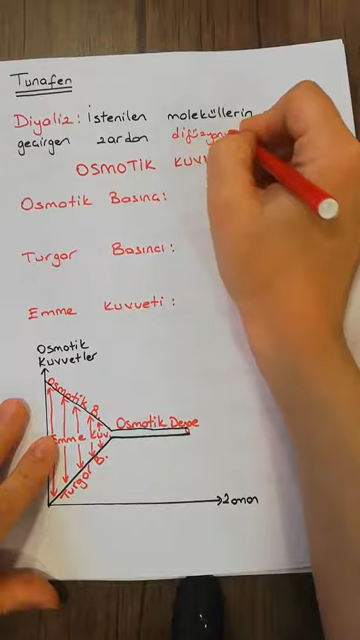 Tunafen
Diyaliz: İstenilen moleküllerin
geçirgen zardan difüzyon
OSMOTİK
Osmotik Basınç:
Turgor Basıncı:
Emme Kuvveti:
Osmotik
Kuvvetler
Osmotik B.
Osmotik Denge
Emme Kuv
Turgor B.
Zaman